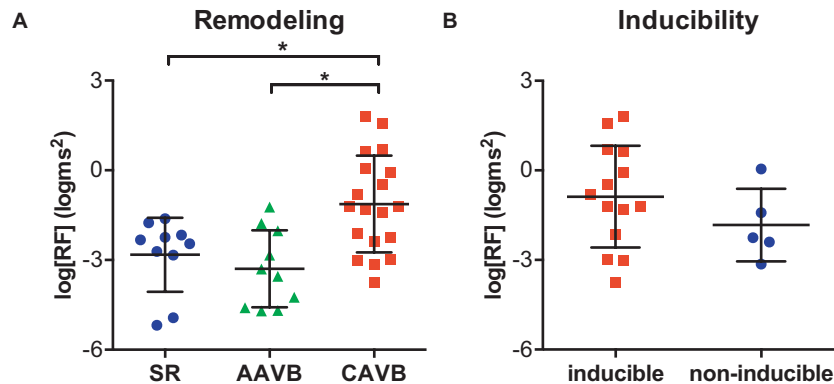 A Remodeling
*
*
log[RF] (logms²)
3
0
-3
-6
SR AAVB CAVB
B Inducibility
log[RF] (logms²)
3
0
-3
-6
inducible non-inducible